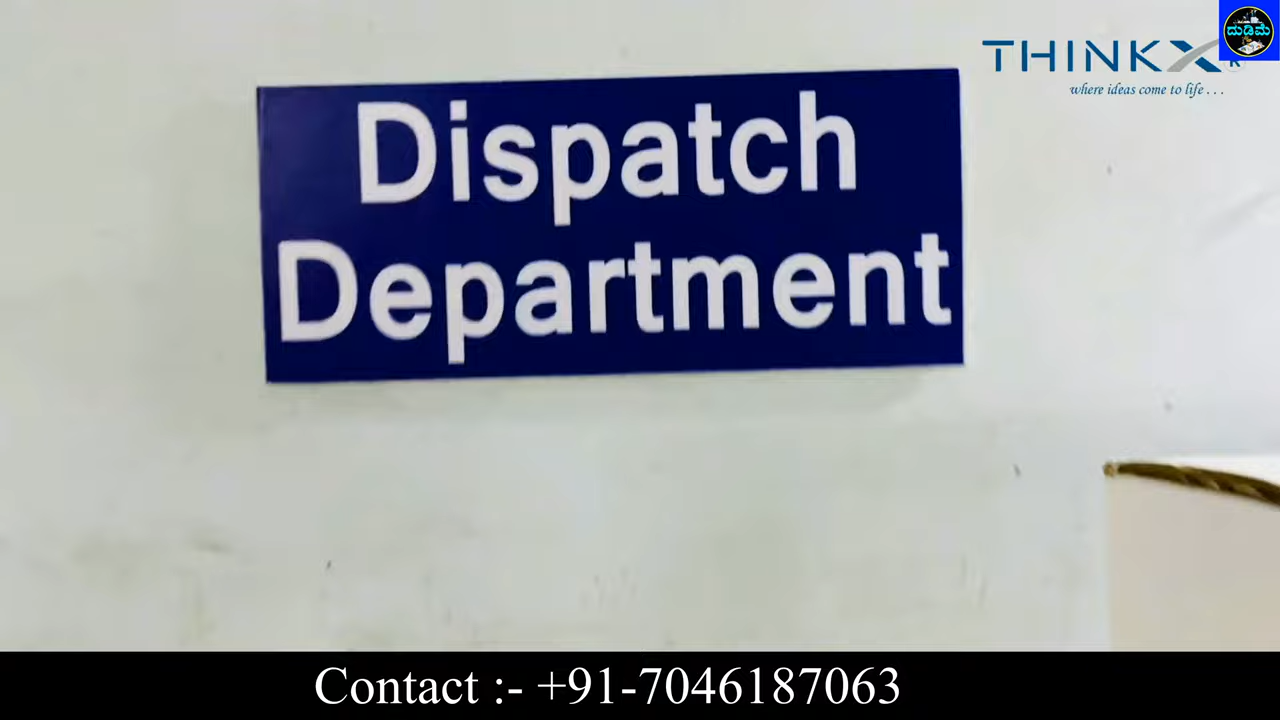 THINKX
where ideas come to life . . .
ದುಡಿಮೆ
Dispatch
Department
Contact :- +91-7046187063